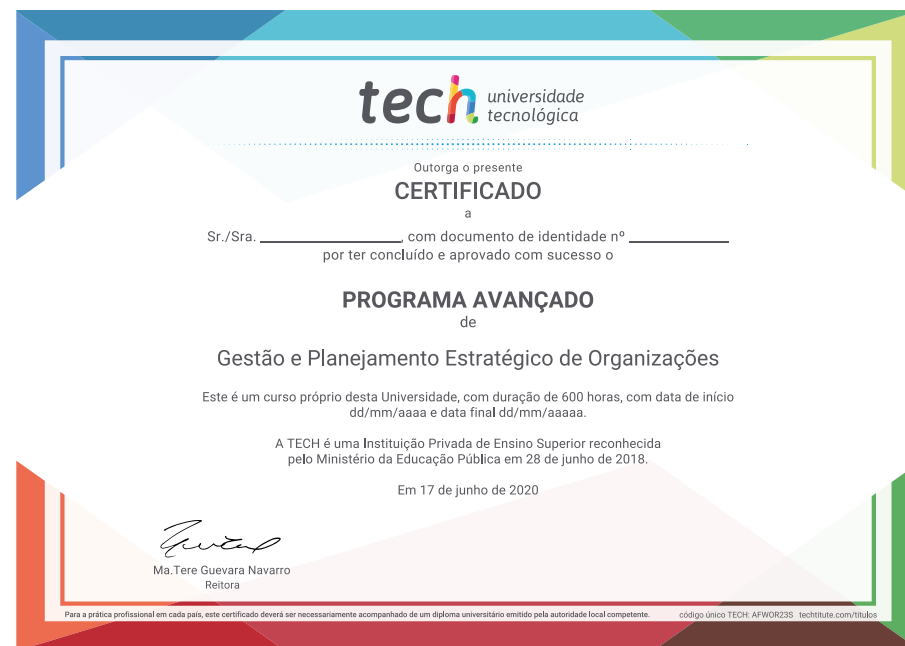 tech universidade
tecnológica
Outorga o presente
CERTIFICADO
a
Sr./Sra. ____________________, com documento de identidade nº ______________
por ter concluído e aprovado com sucesso o
PROGRAMA AVANÇADO
de
Gestão e Planejamento Estratégico de Organizações
Este é um curso próprio desta Universidade, com duração de 600 horas, com data de início
dd/mm/aaaa e data final dd/mm/aaaaa.
A TECH é uma Instituição Privada de Ensino Superior reconhecida
pelo Ministério da Educação Pública em 28 de junho de 2018.
Em 17 de junho de 2020
Ma.Tere Guevara Navarro
Reitora
Para a prática profissional em cada país, este certificado deverá ser necessariamente acompanhado de um diploma universitário emitido pela autoridade local competente. código único TECH: AFWOR23S techtitute.com/titulos